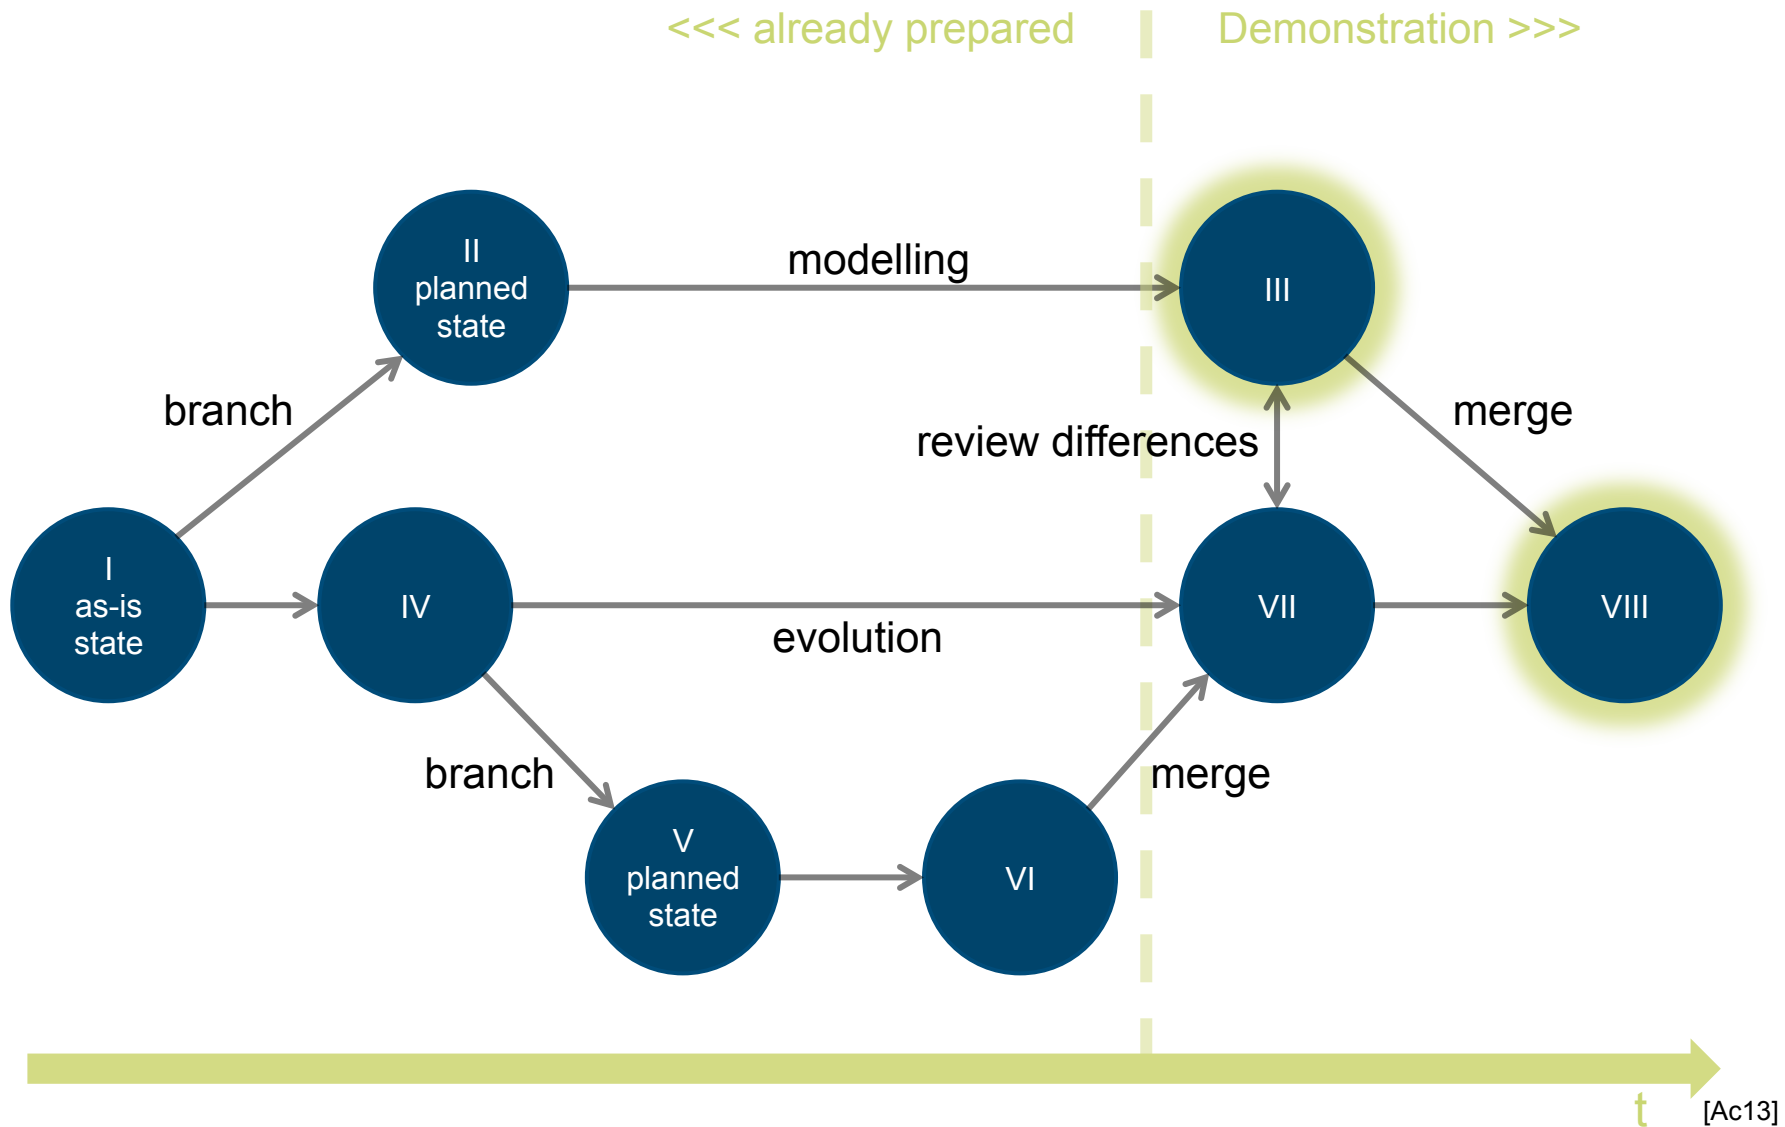 <<< already prepared
Demonstration >>>
II
planned
state
modelling
III
branch
review differences
merge
I
as-is
state
IV
evolution
VII
VIII
branch
merge
V
planned
state
VI
t
[Ac13]